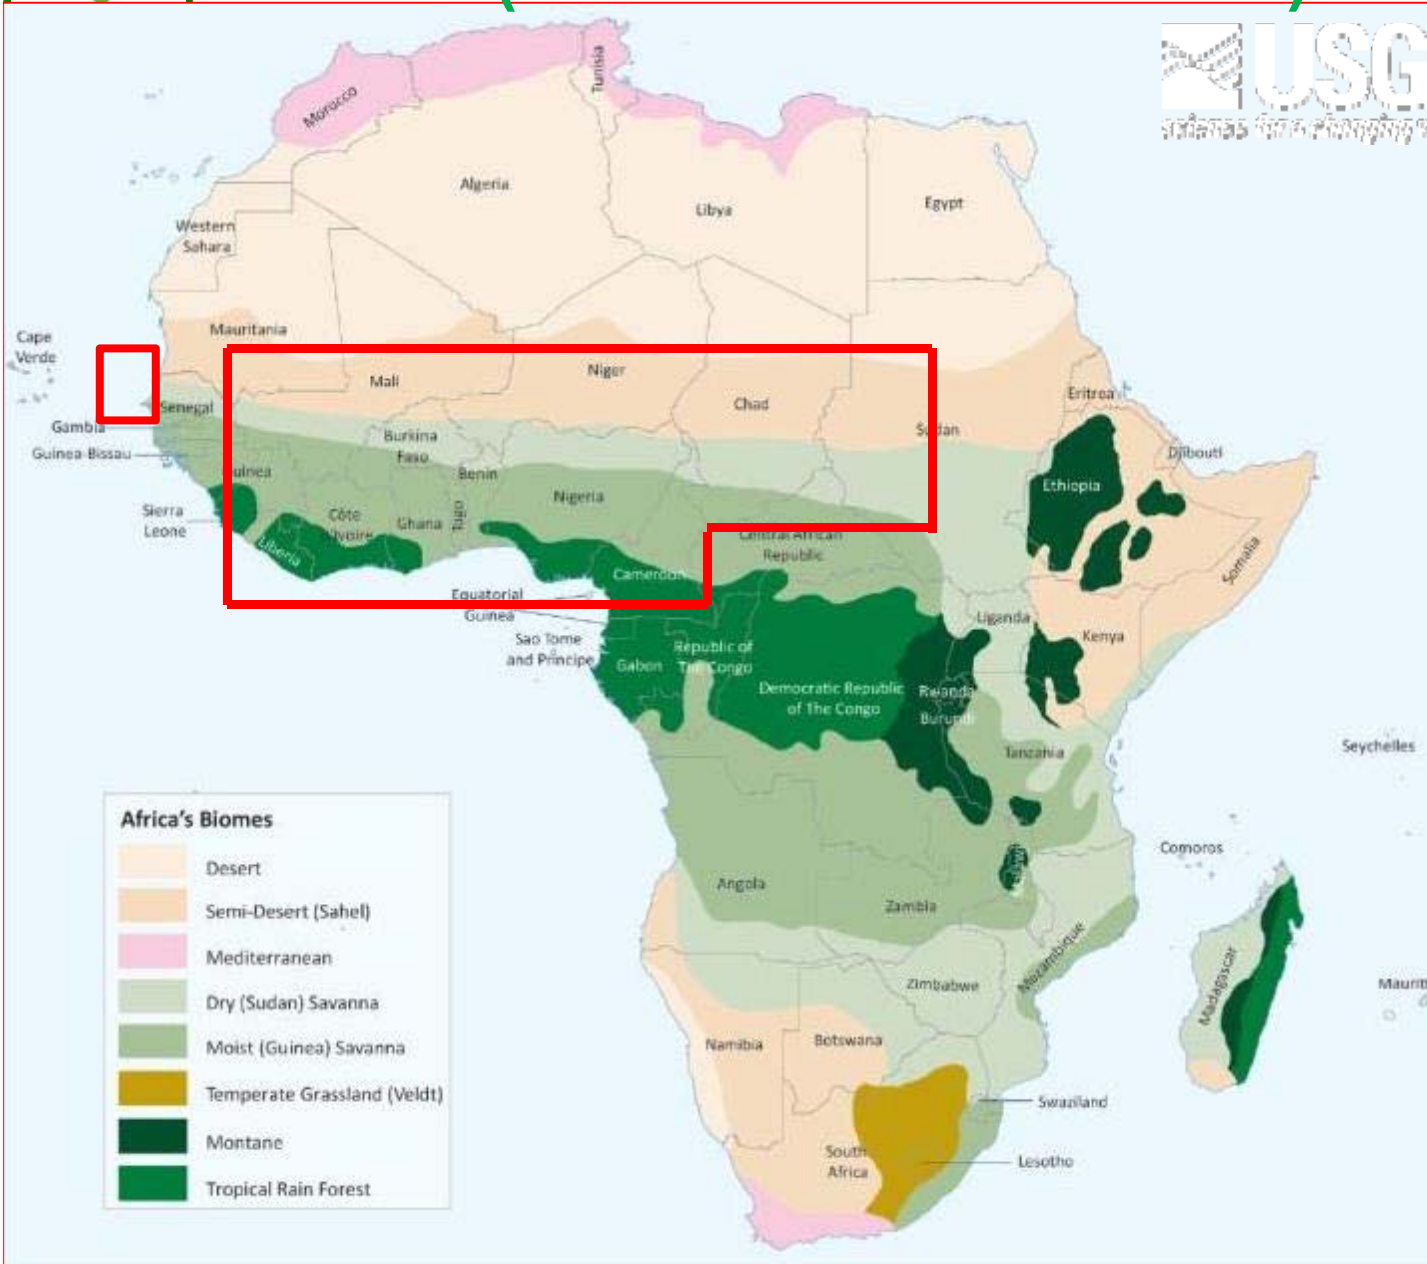 USG
Tunisia
Morocco
Algeria
Libya
Egypt
Western
Sahara
Mauritania
Cape
Verde
Mali
Niger
Chad
Sudan
Eritrea
Senegal
Gambia
Guinea-Bissau
Burkina
Faso
Djibouti
Guinea
Benin
Ethiopia
Nigeria
Sierra
Leone
Côte
d'Ivoire
Ghana
Togo
Liberia
Central African
Republic
Somalia
Cameroon
Equatorial
Guinea
Uganda
Kenya
Sao Tome
and Principe
Gabon
Republic of
The Congo
Democratic Republic
of The Congo
Rwanda
Burundi
Tanzania
Seychelles
Comoros
Angola
Zambia
Mozambique
Madagascar
Zimbabwe
Namibia
Botswana
Swaziland
South
Africa
Lesotho
Africa's Biomes
Desert
Semi-Desert (Sahel)
Mediterranean
Dry (Sudan) Savanna
Moist (Guinea) Savanna
Temperate Grassland (Veldt)
Montane
Tropical Rain Forest